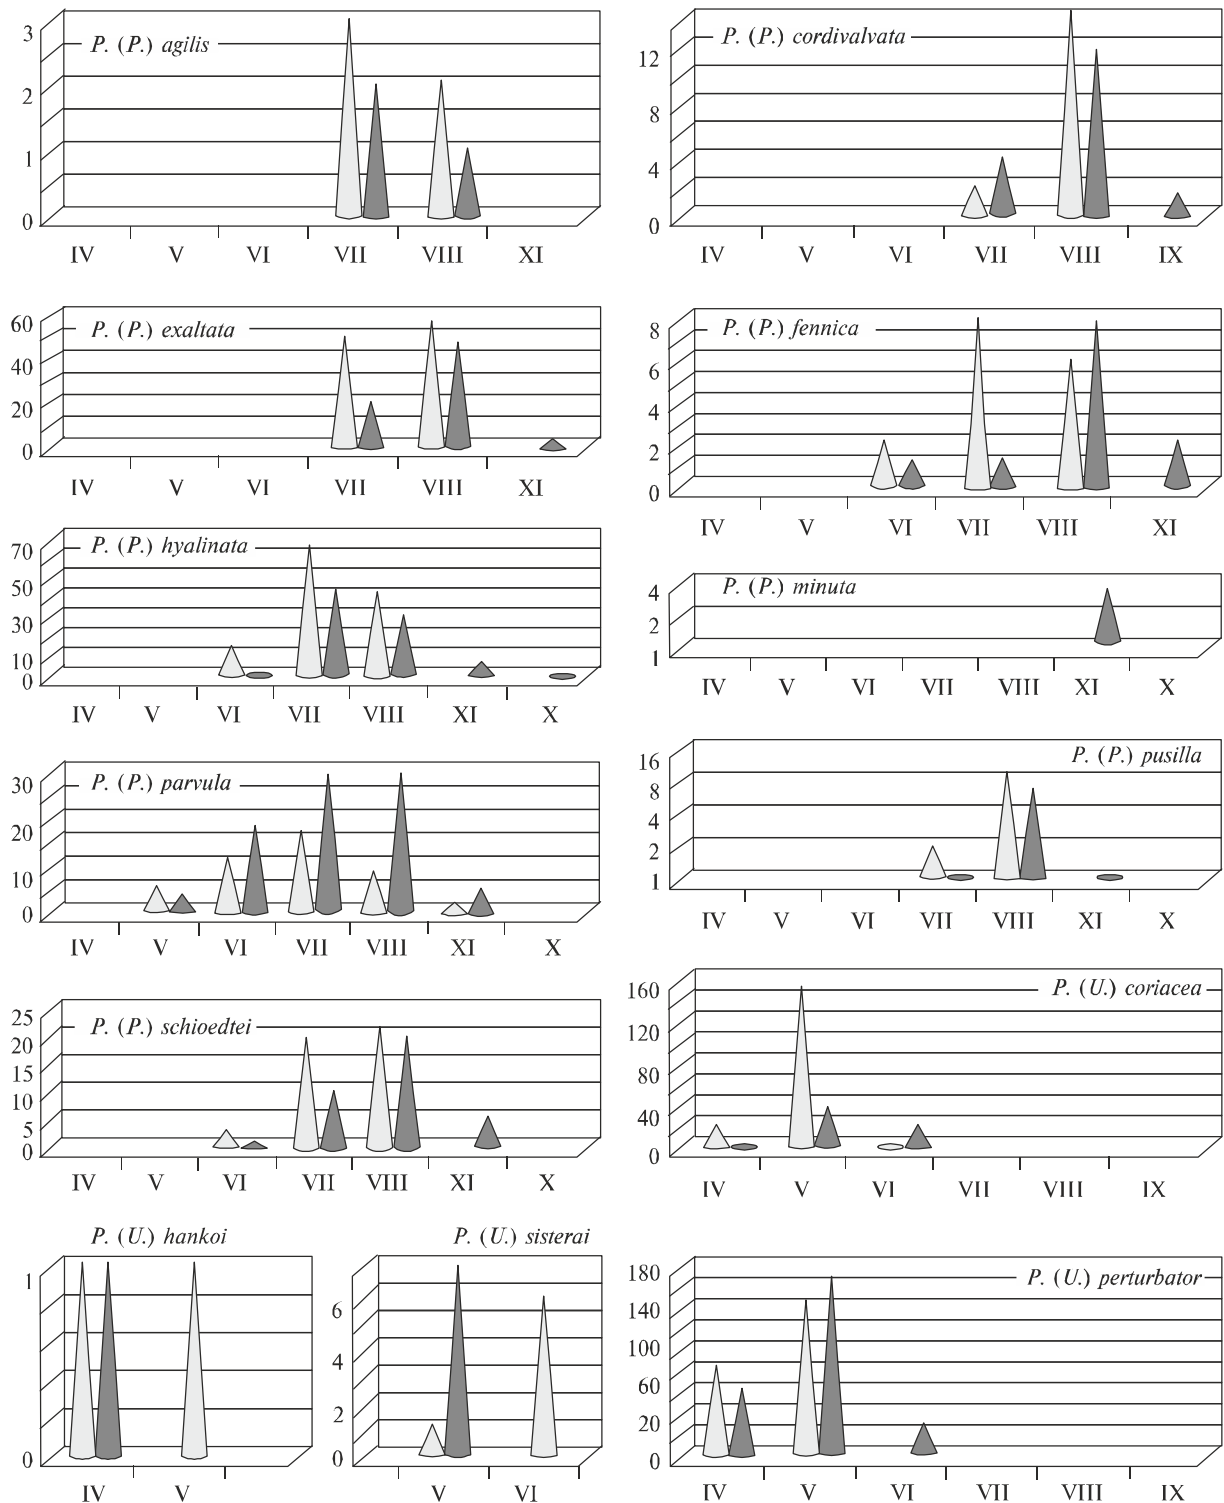 P. (P.) agilis
3
2
1
0
IV V VI VII VIII XI
P. (P.) cordivalvata
12
8
4
0
IV V VI VII VIII IX
P. (P.) exaltata
60
40
20
0
IV V VI VII VIII XI
P. (P.) fennica
8
6
4
2
0
IV V VI VII VIII XI
P. (P.) hyalinata
70
50
30
10
0
IV V VI VII VIII XI X
P. (P.) minuta
4
2
1
IV V VI VII VIII XI X
P. (P.) parvula
30
20
10
0
IV V VI VII VIII XI X
P. (P.) pusilla
16
8
4
2
1
IV V VI VII VIII XI X
P. (P.) schioedtei
25
20
15
10
5
0
IV V VI VII VIII XI X
P. (U.) coriacea
160
120
80
40
0
IV V VI VII VIII IX
P. (U.) hankoi
1
0
IV V
P. (U.) sisterai
6
4
2
0
V VI
P. (U.) perturbator
180
140
100
60
20
0
IV V VI VII VIII IX